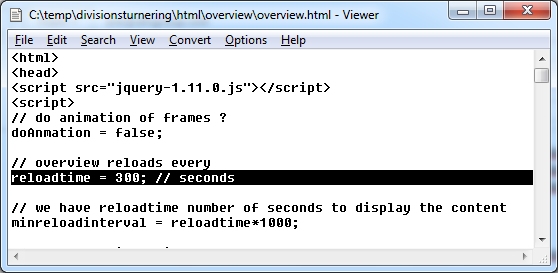 C:\temp\divisionsturnering\html\overview\overview.html - Viewer
File Edit Search View Convert Options Help
<html>
<head>
<script src="jquery-1.11.0.js"></script>
<script>
// do animation of frames ?
doAnmation = false;
// overview reloads every
reloadtime = 300; // seconds
// we have reloadtime number of seconds to display the content
minreloadinterval = reloadtime*1000;